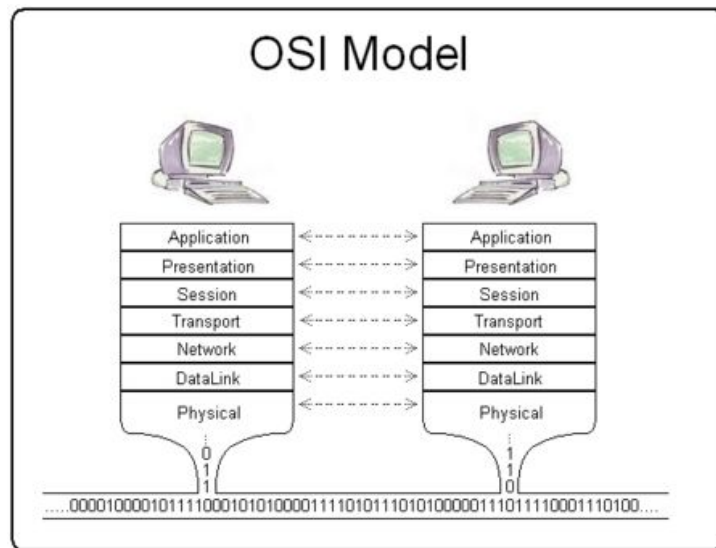 OSI Model
Application Application
Presentation Presentation
Session Session
Transport Transport
Network Network
DataLink DataLink
Physical Physical
0 1
1 1
1 0
.....0000100001011110001010100001111010111010100000111011110001110100....